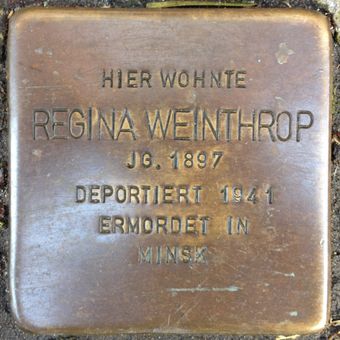 HIER WOHNTE
REGINA WEINTHROP
JG. 1897
DEPORTIERT 1941
ERMORDET IN
MINSK